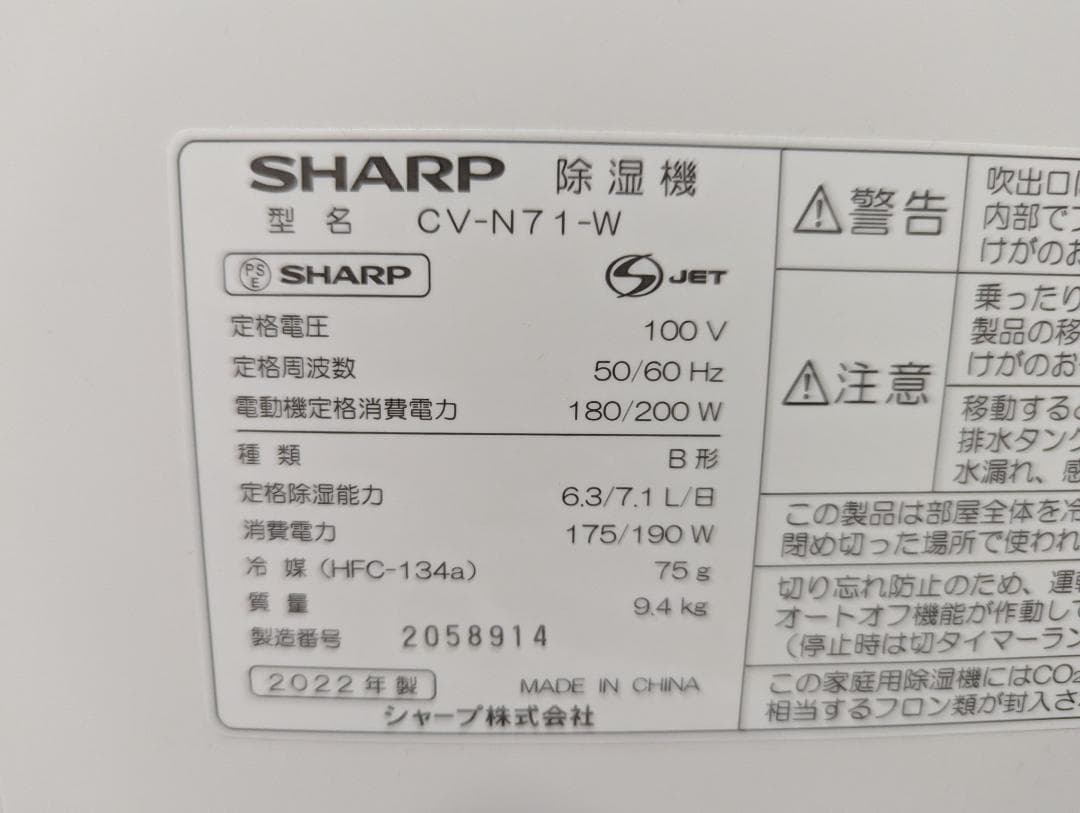 SHARP 除湿機
型名 CV-N71-W
PSE SHARP S JET
定格電圧 100 V
定格周波数 50/60 Hz
電動機定格消費電力 180/200 W
種類 B形
定格除湿能力 6.3/7.1 L/日
消費電力 175/190 W
冷媒(HFC-134a) 75 g
質量 9.4 kg
製造番号 2058914
2022年製 MADE IN CHINA
シャープ株式会社
⚠警告
吹出口
内部で
けがのお
⚠注意
乗ったり
製品の移
けがのお
移動すると
排水タンク
水漏れ、感
この製品は部屋全体を冷
閉め切った場所で使われ
切り忘れ防止のため、運転
オートオフ機能が作動して
(停止時は切タイマーラン
この家庭用除湿機にはCO2
相当するフロン類が封入さ